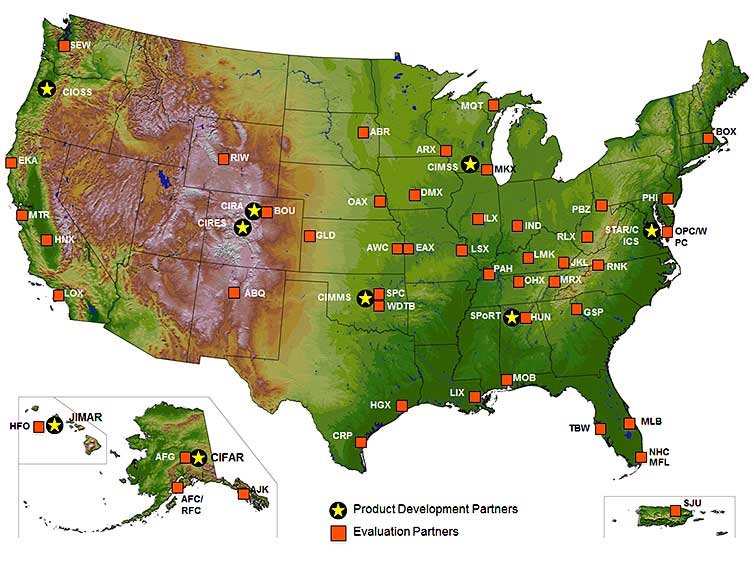 SEW
CIOSS
MQT
ABR
BOX
ARX
CIMSS
MKX
EKA
RIW
DMX
OAX
PHI
PBZ
CIRA
BOU
MTR
ILX
CIRES
IND
STAR/C
ICS
OPC/W
PC
RLX
GLD
HNX
AWC
EAX
LSX
LMK
JKL
RNK
PAH
OHX
MRX
ABQ
LOX
CIMMS
SPC
WDTB
SPoRT
HUN
GSP
MOB
LIX
HGX
JIMAR
HFO
TBW
MLB
CRP
AFG
CIFAR
NHC
MFL
AJK
AFC/
RFC
SJU
Product Development Partners
Evaluation Partners